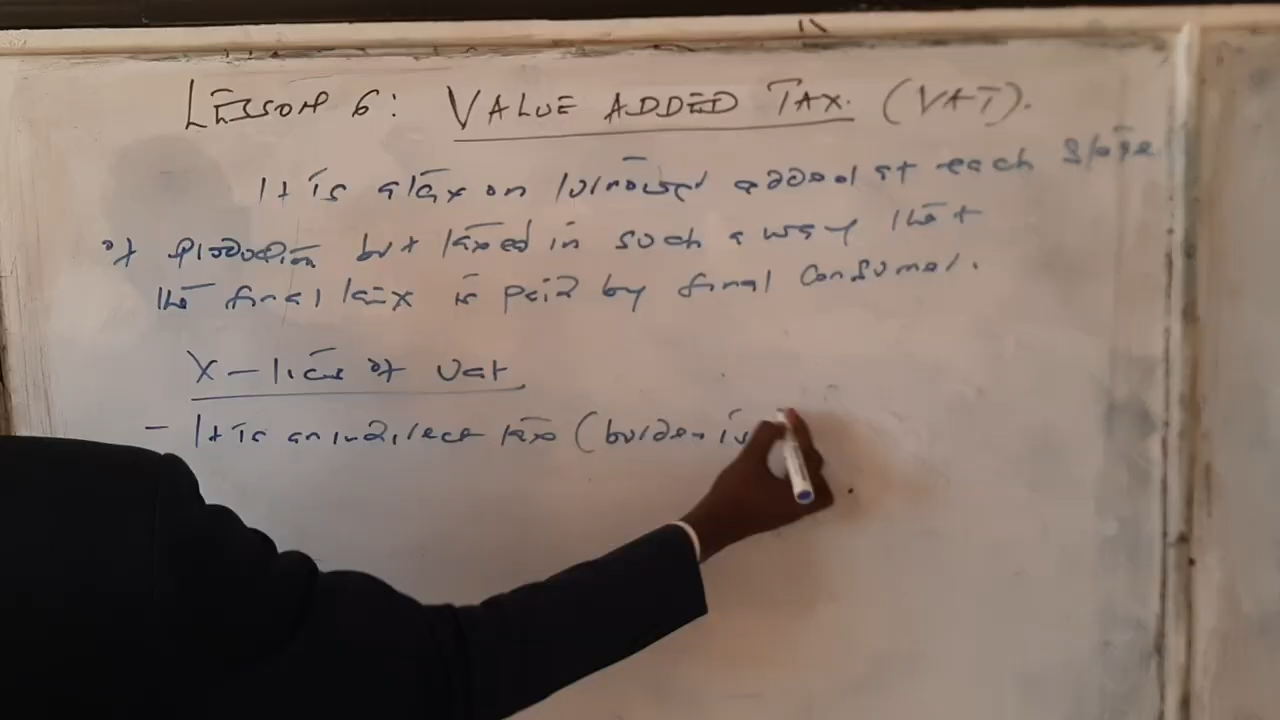 LESSON 6: VALUE ADDED TAX. (VAT).
It is a tax on added at each stage
of production but taxed in such a way that
the final tax is paid by final consumer.
X-tics of vat
- It is an indirect tax (burden is